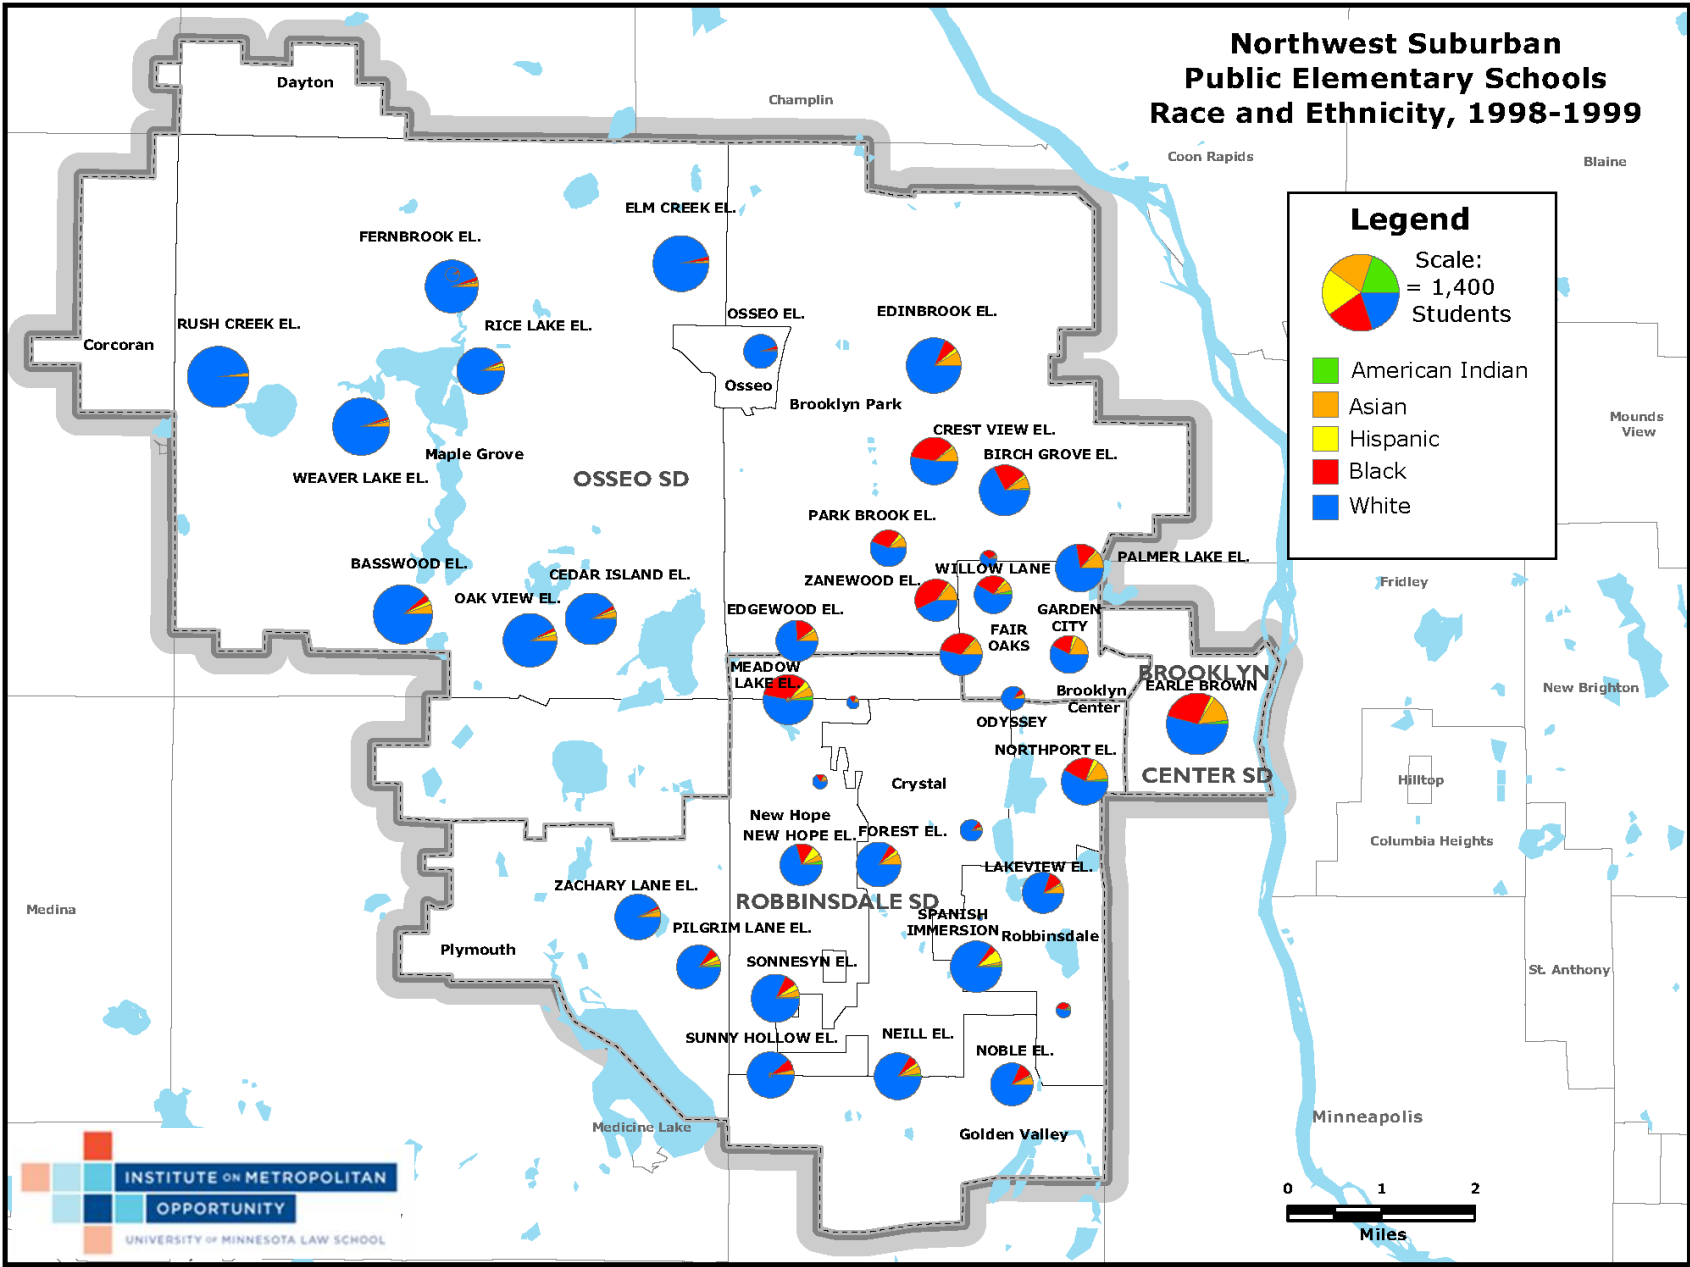 Northwest Suburban
Public Elementary Schools
Race and Ethnicity, 1998-1999
Dayton
Champlin
Coon Rapids
Blaine
Legend
Scale:
= 1,400
Students
American Indian
Asian
Hispanic
Black
White
ELM CREEK EL.
FERNBROOK EL.
RUSH CREEK EL.
RICE LAKE EL.
OSSEO EL.
EDINBROOK EL.
Corcoran
Osseo
Brooklyn Park
Mounds
View
CREST VIEW EL.
Maple Grove
BIRCH GROVE EL.
WEAVER LAKE EL.
OSSEO SD
PARK BROOK EL.
PALMER LAKE EL.
BASSWOOD EL.
CEDAR ISLAND EL.
WILLOW LANE
ZANEWOOD EL.
Fridley
OAK VIEW EL.
EDGEWOOD EL.
GARDEN
CITY
FAIR
OAKS
MEADOW
LAKE EL.
BROOKLYN
EARLE BROWN
New Brighton
Brooklyn
Center
ODYSSEY
NORTHPORT EL.
CENTER SD
Hilltop
Crystal
New Hope
NEW HOPE EL.
FOREST EL.
Columbia Heights
LAKEVIEW EL.
ZACHARY LANE EL.
ROBBINSDALE SD
Medina
SPANISH
IMMERSION
PILGRIM LANE EL.
Robbinsdale
Plymouth
SONNESYN EL.
St. Anthony
SUNNY HOLLOW EL.
NEILL EL.
NOBLE EL.
Medicine Lake
Golden Valley
Minneapolis
INSTITUTE ON METROPOLITAN
OPPORTUNITY
UNIVERSITY OF MINNESOTA LAW SCHOOL
0 1 2
Miles